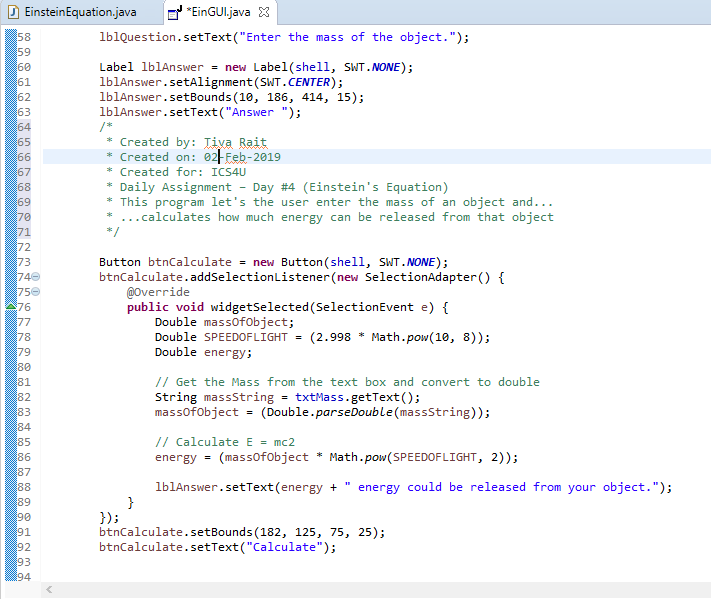 EinsteinEquation.java *EinGUI.java
58 lblQuestion.setText("Enter the mass of the object.");
59
60 Label lblAnswer = new Label(shell, SWT.NONE);
61 lblAnswer.setAlignment(SWT.CENTER);
62 lblAnswer.setBounds(10, 186, 414, 15);
63 lblAnswer.setText("Answer ");
64 /*
65 * Created by: Tiya Rait
66 * Created on: 02-Feb-2019
67 * Created for: ICS4U
68 * Daily Assignment – Day #4 (Einstein's Equation)
69 * This program let's the user enter the mass of an object and...
70 * ...calculates how much energy can be released from that object
71 */
72
73 Button btnCalculate = new Button(shell, SWT.NONE);
74 btnCalculate.addSelectionListener(new SelectionAdapter() {
75 @Override
76 public void widgetSelected(SelectionEvent e) {
77 Double massOfObject;
78 Double SPEEDOFLIGHT = (2.998 * Math.pow(10, 8));
79 Double energy;
80
81 // Get the Mass from the text box and convert to double
82 String massString = txtMass.getText();
83 massOfObject = (Double.parseDouble(massString));
84
85 // Calculate E = mc2
86 energy = (massOfObject * Math.pow(SPEEDOFLIGHT, 2));
87
88 lblAnswer.setText(energy + " energy could be released from your object.");
89 }
90 });
91 btnCalculate.setBounds(182, 125, 75, 25);
92 btnCalculate.setText("Calculate");
93
94